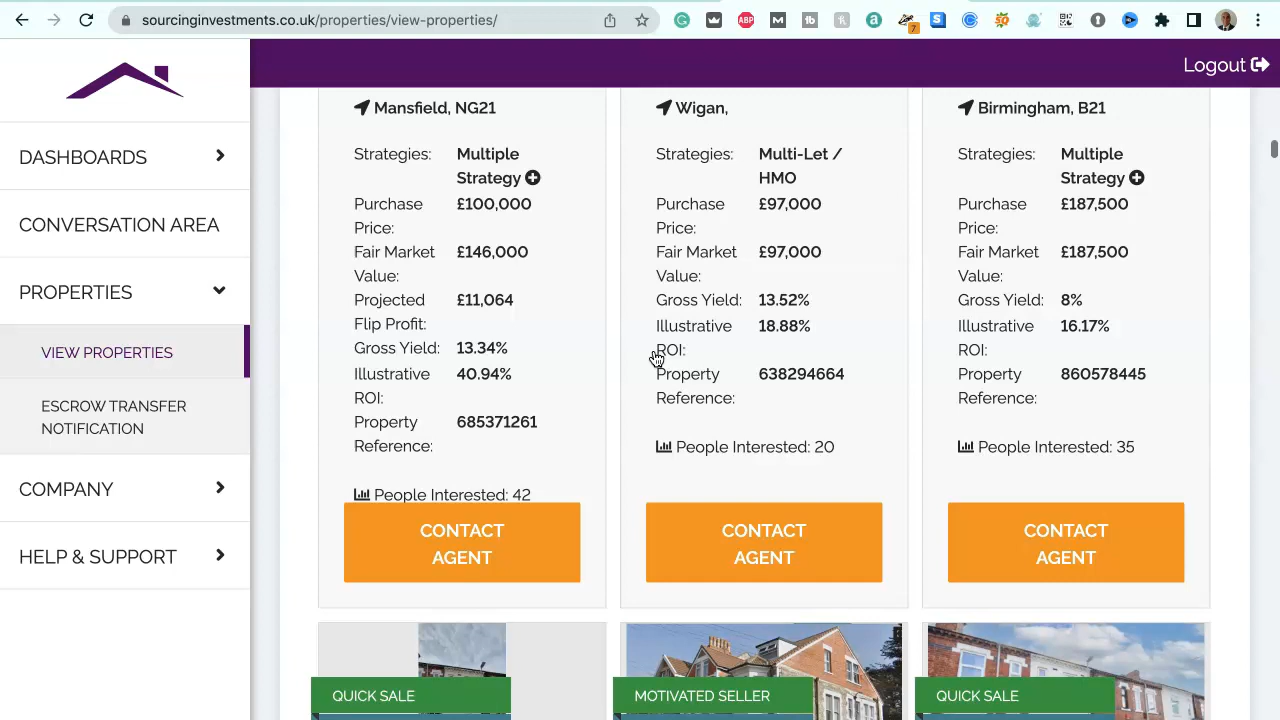 sourcinginvestments.co.uk/properties/view-properties/
ABP
7
Logout
DASHBOARDS
CONVERSATION AREA
PROPERTIES
VIEW PROPERTIES
ESCROW TRANSFER
NOTIFICATION
COMPANY
HELP & SUPPORT
Mansfield, NG21
Strategies: Multiple
Strategy
Purchase £100,000
Price:
Fair Market £146,000
Value:
Projected £11,064
Flip Profit:
Gross Yield: 13.34%
Illustrative 40.94%
ROI:
Property 685371261
Reference:
People Interested: 42
CONTACT
AGENT
Wigan,
Strategies: Multi-Let /
HMO
Purchase £97,000
Price:
Fair Market £97,000
Value:
Gross Yield: 13.52%
Illustrative 18.88%
ROI:
Property 638294664
Reference:
People Interested: 20
CONTACT
AGENT
Birmingham, B21
Strategies: Multiple
Strategy
Purchase £187,500
Price:
Fair Market £187,500
Value:
Gross Yield: 8%
Illustrative 16.17%
ROI:
Property 860578445
Reference:
People Interested: 35
CONTACT
AGENT
QUICK SALE
MOTIVATED SELLER
QUICK SALE